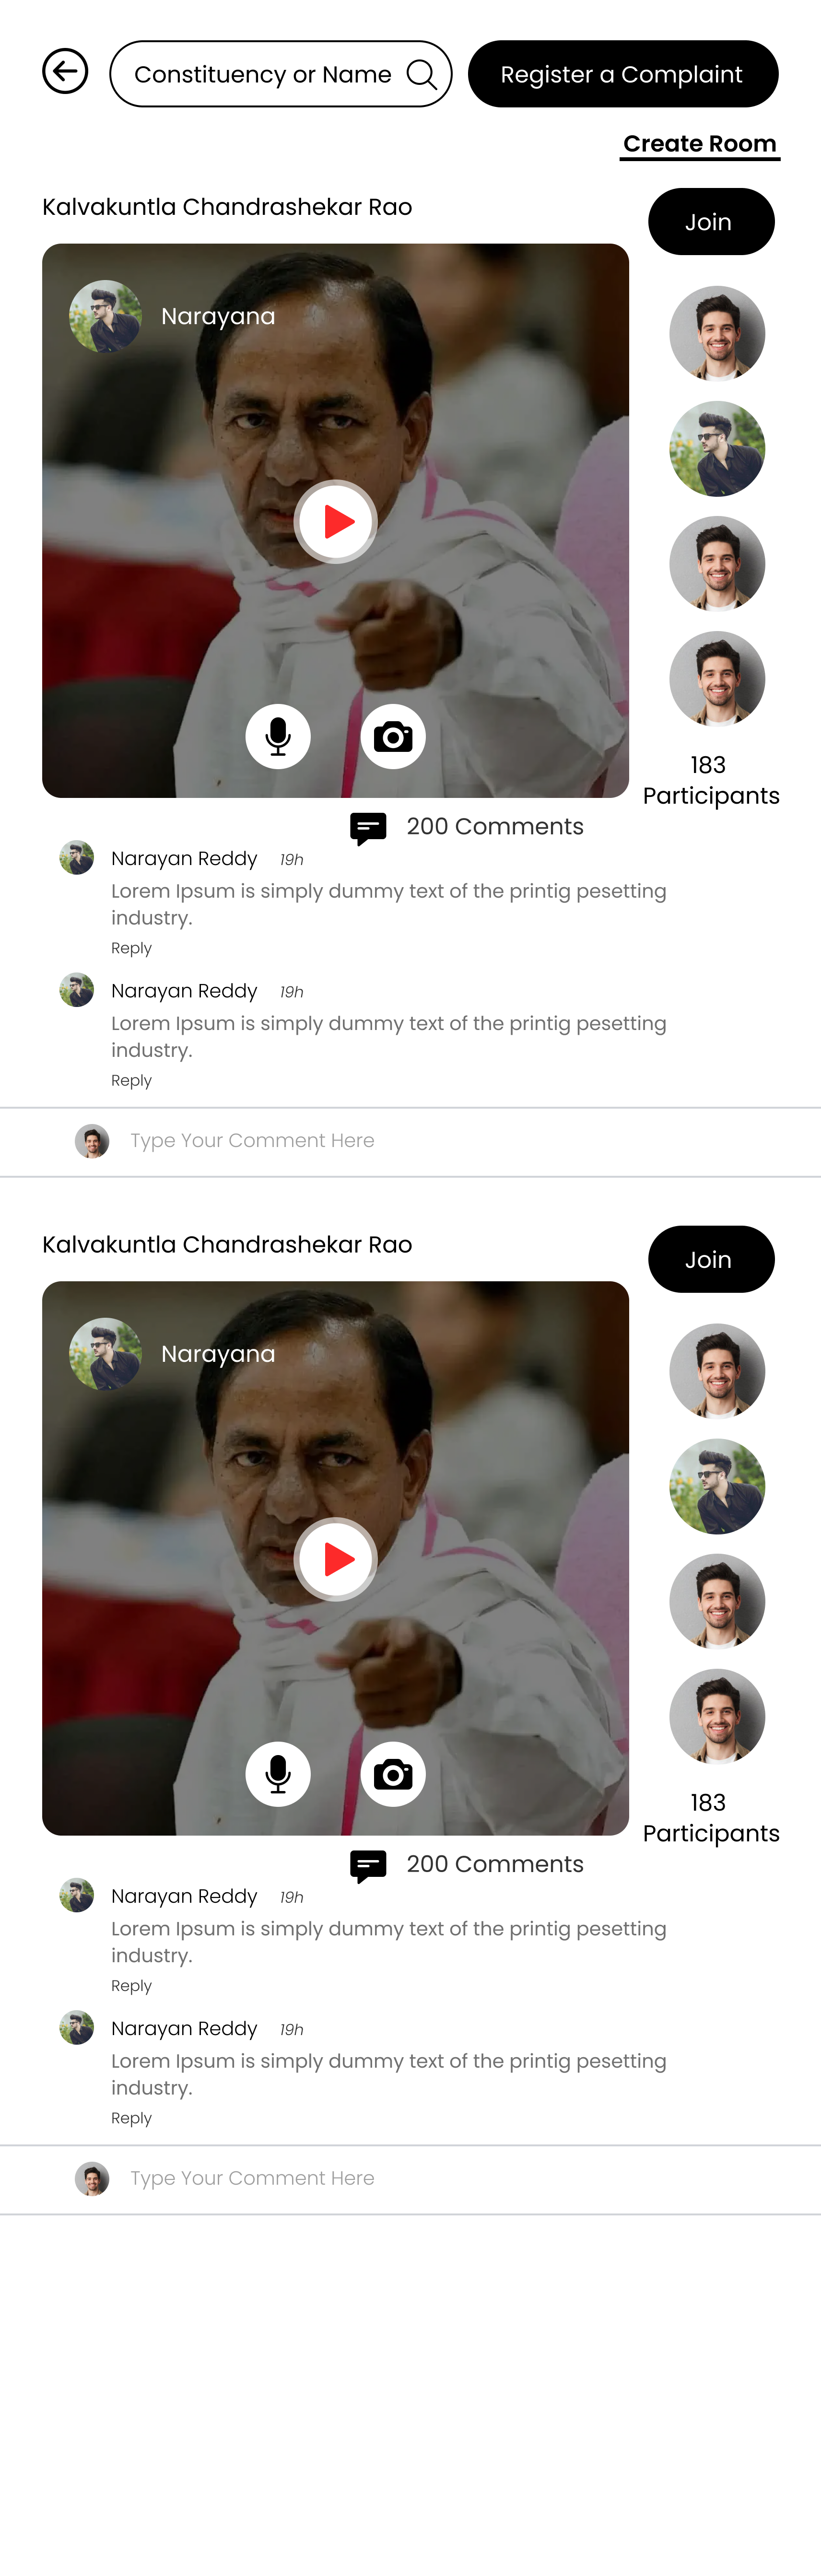 Constituency or Name
Register a Complaint
Create Room
Kalvakuntla Chandrashekar Rao
Join
Narayana
183
Participants
200 Comments
Narayan Reddy 19h
Lorem Ipsum is simply dummy text of the printig pesetting
industry.
Reply
Narayan Reddy 19h
Lorem Ipsum is simply dummy text of the printig pesetting
industry.
Reply
Type Your Comment Here
Kalvakuntla Chandrashekar Rao
Join
Narayana
183
Participants
200 Comments
Narayan Reddy 19h
Lorem Ipsum is simply dummy text of the printig pesetting
industry.
Reply
Narayan Reddy 19h
Lorem Ipsum is simply dummy text of the printig pesetting
industry.
Reply
Type Your Comment Here